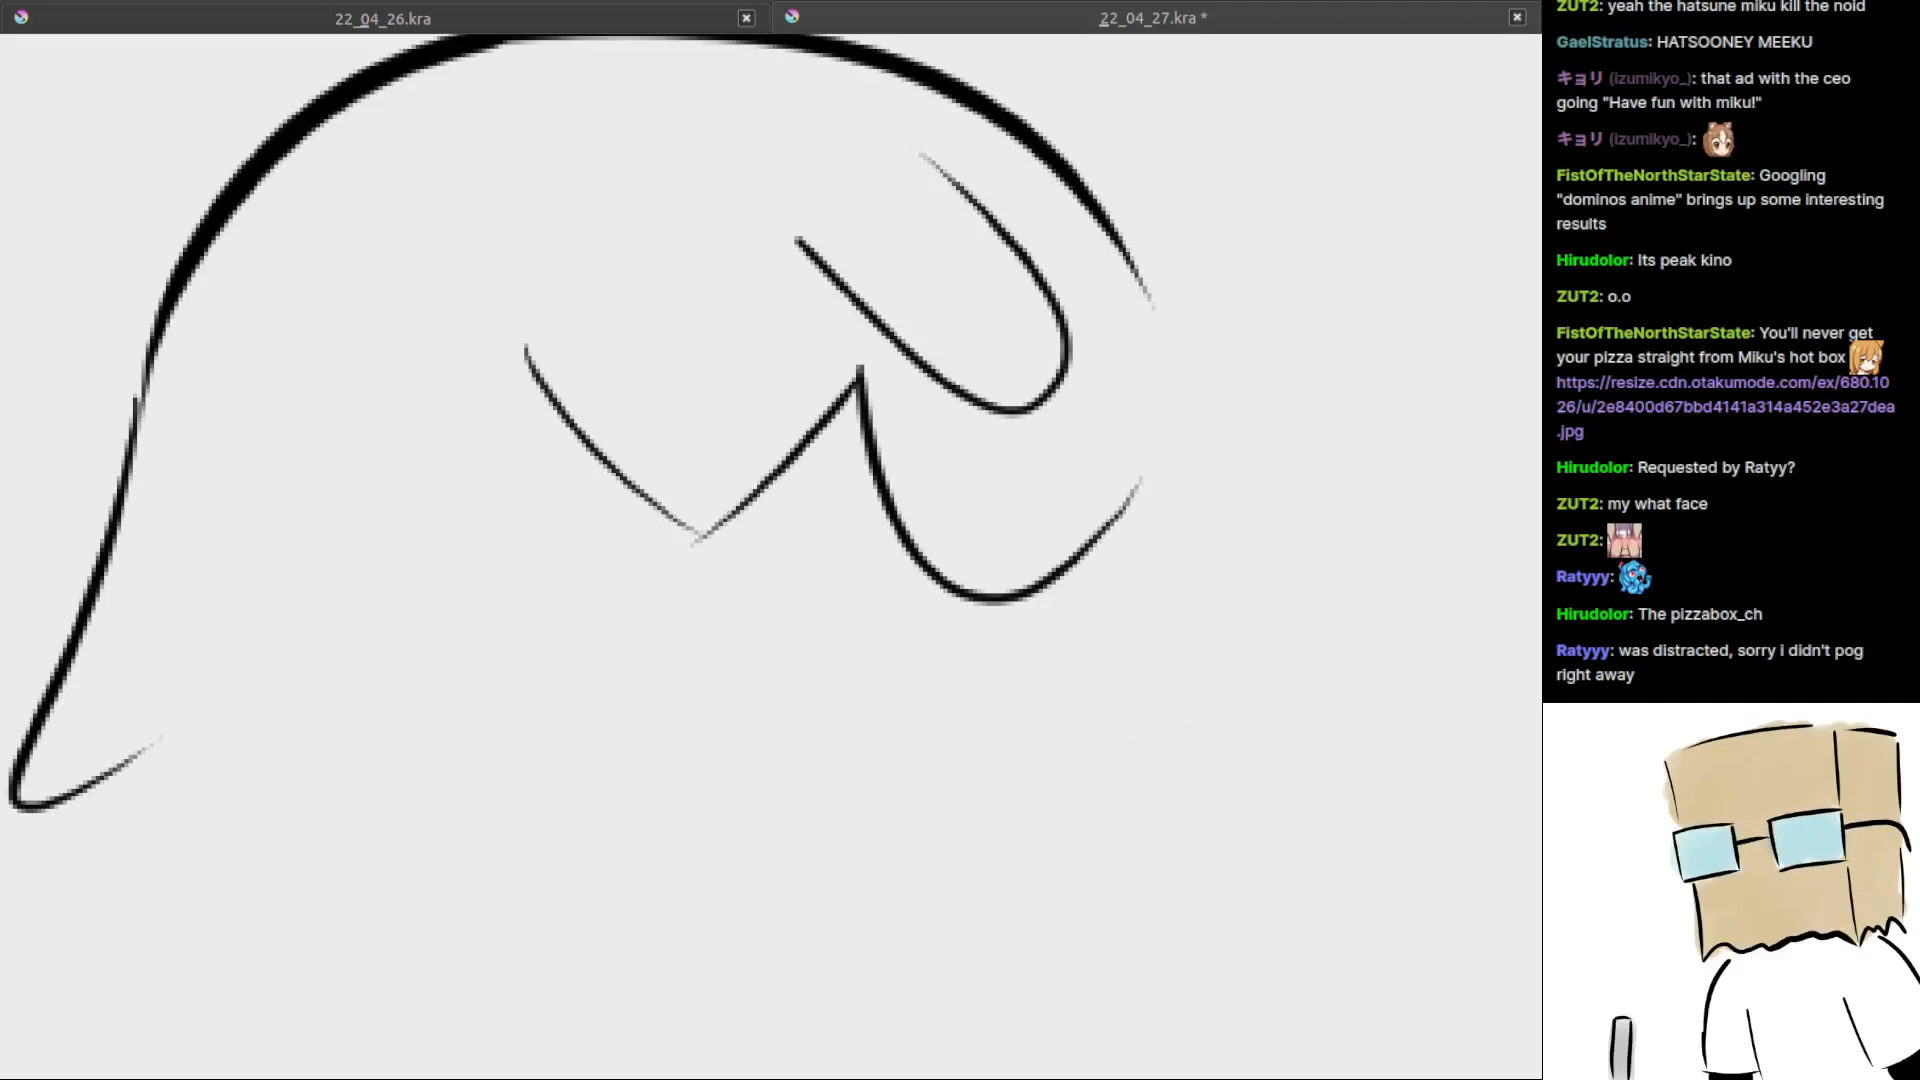 22_04_26.kra
22_04_27.kra *
ZUT2: yeah the hatsune miku kill the noid
GaelStratus: HATSOONEY MEEKU
キョリ (izumikyo_): that ad with the ceo
going "Have fun with miku!"
キョリ (izumikyo_):
FistOfTheNorthStarState: Googling
"dominos anime" brings up some interesting
results
Hirudolor: Its peak kino
ZUT2: o.o
FistOfTheNorthStarState: You'll never get
your pizza straight from Miku's hot box
https://resize.cdn.otakumode.com/ex/680.10
26/u/2e8400d67bbd4141a314a452e3a27dea
.jpg
Hirudolor: Requested by Ratyy?
ZUT2: my what face
ZUT2:
Ratyyy:
Hirudolor: The pizzabox_ch
Ratyyy: was distracted, sorry i didn't pog
right away